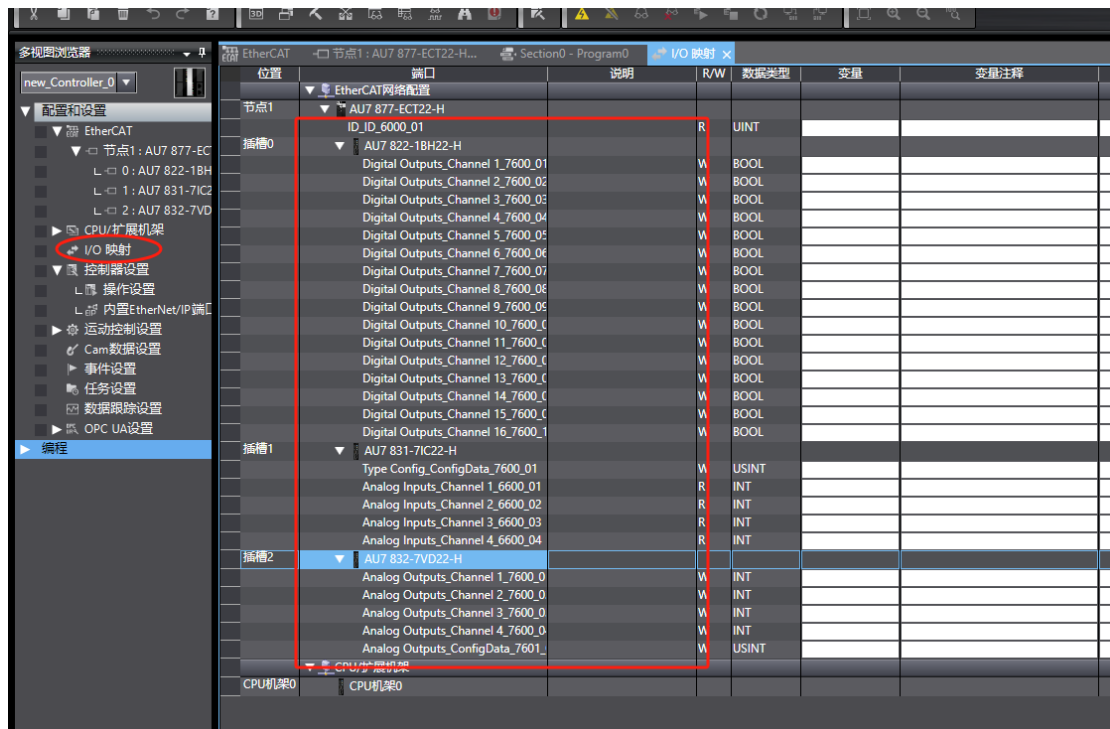 多视图浏览器
EtherCAT
节点1 : AU7 877-ECT22-H...
Section0 - Program0
I/O 映射
new_Controller_0
配置和设置
EtherCAT
节点1 : AU7 877-EC
0 : AU7 822-1BH
1 : AU7 831-7IC2
2 : AU7 832-7VD
CPU/扩展机架
I/O 映射
控制器设置
操作设置
内置EtherNet/IP端口
运动控制设置
Cam数据设置
事件设置
任务设置
数据跟踪设置
OPC UA设置
编程
位置 端口 说明 R/W 数据类型 变量 变量注释
EtherCAT网络配置
节点1 AU7 877-ECT22-H
ID_ID_6000_01 R UINT
插槽0 AU7 822-1BH22-H
Digital Outputs_Channel 1_7600_01 W BOOL
Digital Outputs_Channel 2_7600_02 W BOOL
Digital Outputs_Channel 3_7600_03 W BOOL
Digital Outputs_Channel 4_7600_04 W BOOL
Digital Outputs_Channel 5_7600_05 W BOOL
Digital Outputs_Channel 6_7600_06 W BOOL
Digital Outputs_Channel 7_7600_07 W BOOL
Digital Outputs_Channel 8_7600_08 W BOOL
Digital Outputs_Channel 9_7600_09 W BOOL
Digital Outputs_Channel 10_7600_0 W BOOL
Digital Outputs_Channel 11_7600_0 W BOOL
Digital Outputs_Channel 12_7600_0 W BOOL
Digital Outputs_Channel 13_7600_0 W BOOL
Digital Outputs_Channel 14_7600_0 W BOOL
Digital Outputs_Channel 15_7600_0 W BOOL
Digital Outputs_Channel 16_7600_1 W BOOL
插槽1 AU7 831-7IC22-H
Type Config_ConfigData_7600_01 W USINT
Analog Inputs_Channel 1_6600_01 R INT
Analog Inputs_Channel 2_6600_02 R INT
Analog Inputs_Channel 3_6600_03 R INT
Analog Inputs_Channel 4_6600_04 R INT
插槽2 AU7 832-7VD22-H
Analog Outputs_Channel 1_7600_0 W INT
Analog Outputs_Channel 2_7600_0 W INT
Analog Outputs_Channel 3_7600_0 W INT
Analog Outputs_Channel 4_7600_0 W INT
Analog Outputs_ConfigData_7601_ W USINT
CPU/扩展机架
CPU机架0 CPU机架0